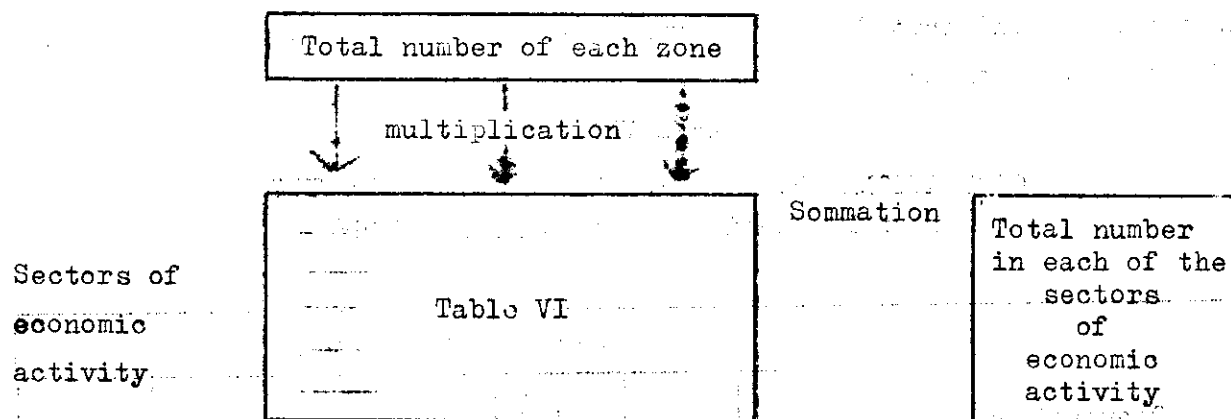 Total number of each zone
multiplication
Sommation
Total number
in each of the
sectors
of
economic
activity
Sectors of
economic
activity
Table VI